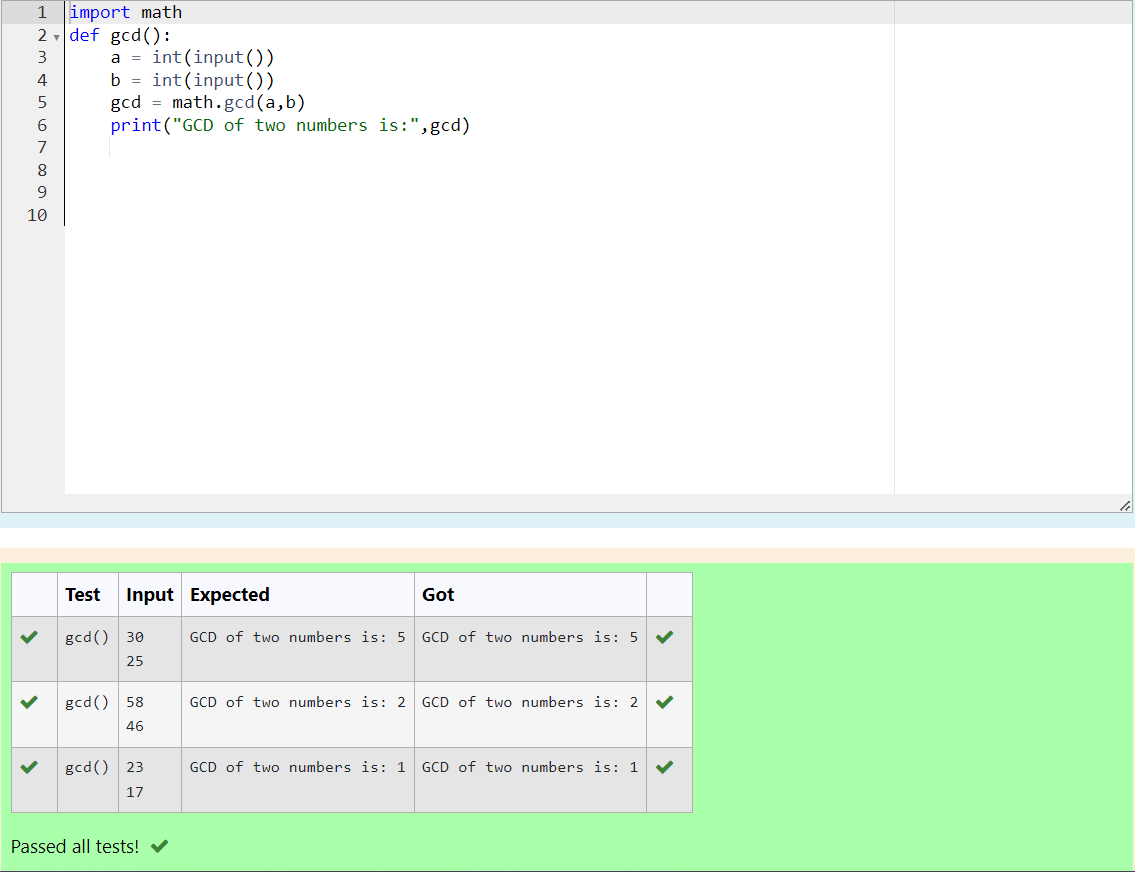 1 import math
2 def gcd():
3     a = int(input())
4     b = int(input())
5     gcd = math.gcd(a,b)
6     print("GCD of two numbers is:",gcd)
7
8
9
10
Test Input Expected Got
gcd() 30 GCD of two numbers is: 5 GCD of two numbers is: 5
25
gcd() 58 GCD of two numbers is: 2 GCD of two numbers is: 2
46
gcd() 23 GCD of two numbers is: 1 GCD of two numbers is: 1
17
Passed all tests!